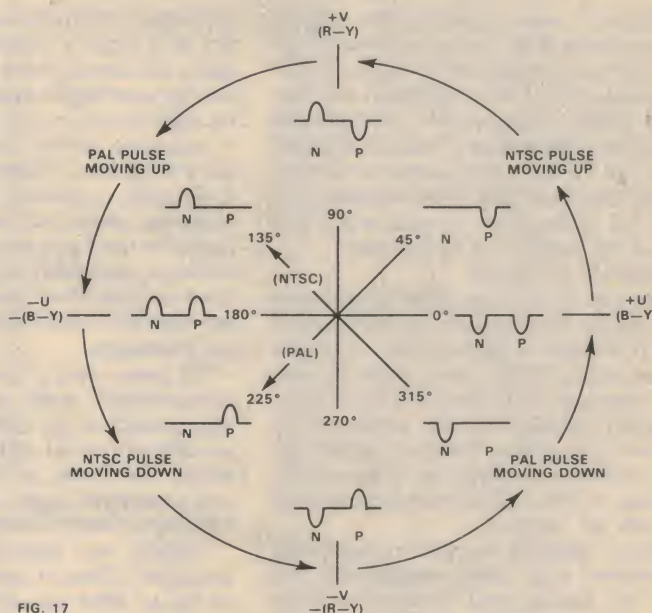 +V
(R—Y)
N P
PAL PULSE
MOVING UP
NTSC PULSE
MOVING UP
N P
90°
N P
135°
45°
(NTSC)
—U
—(B—Y)
N P
180°
0°
N P
+U
(B—Y
(PAL)
225°
315°
N P
270°
N P
NTSC PULSE
MOVING DOWN
PAL PULSE
MOVING DOWN
N P
—V
—(R—Y)
FIG. 17